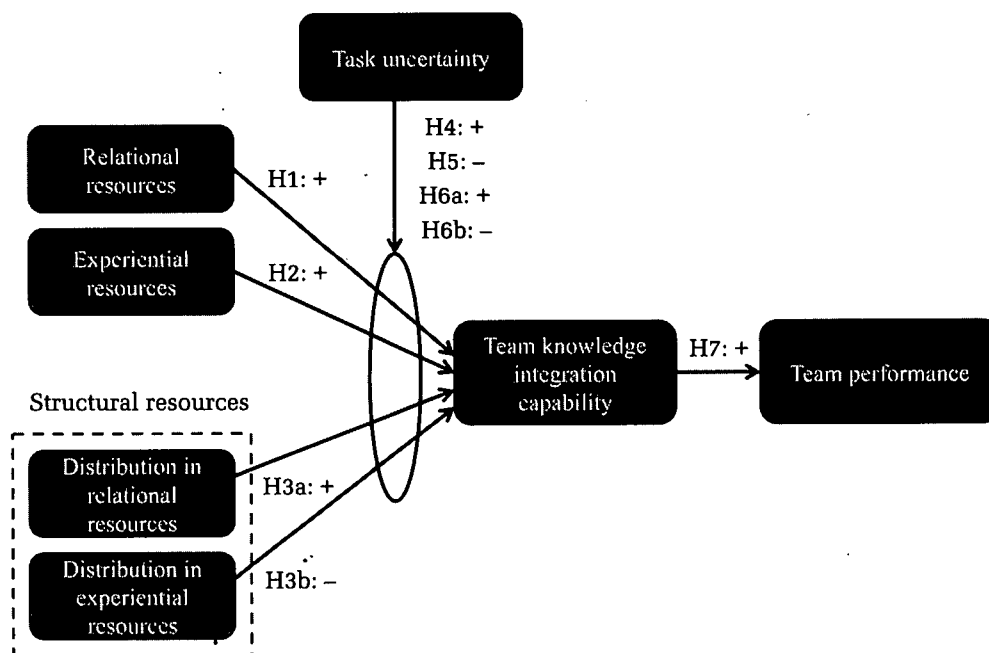 Task uncertainty
H4: +
H5: –
H6a: +
H6b: –
Relational
resources
H1: +
Experiential
resources
H2: +
Team knowledge
integration
capability
H7: +
Team performance
Structural resources
Distribution in
relational
resources
H3a: +
Distribution in
experiential
resources
H3b: –